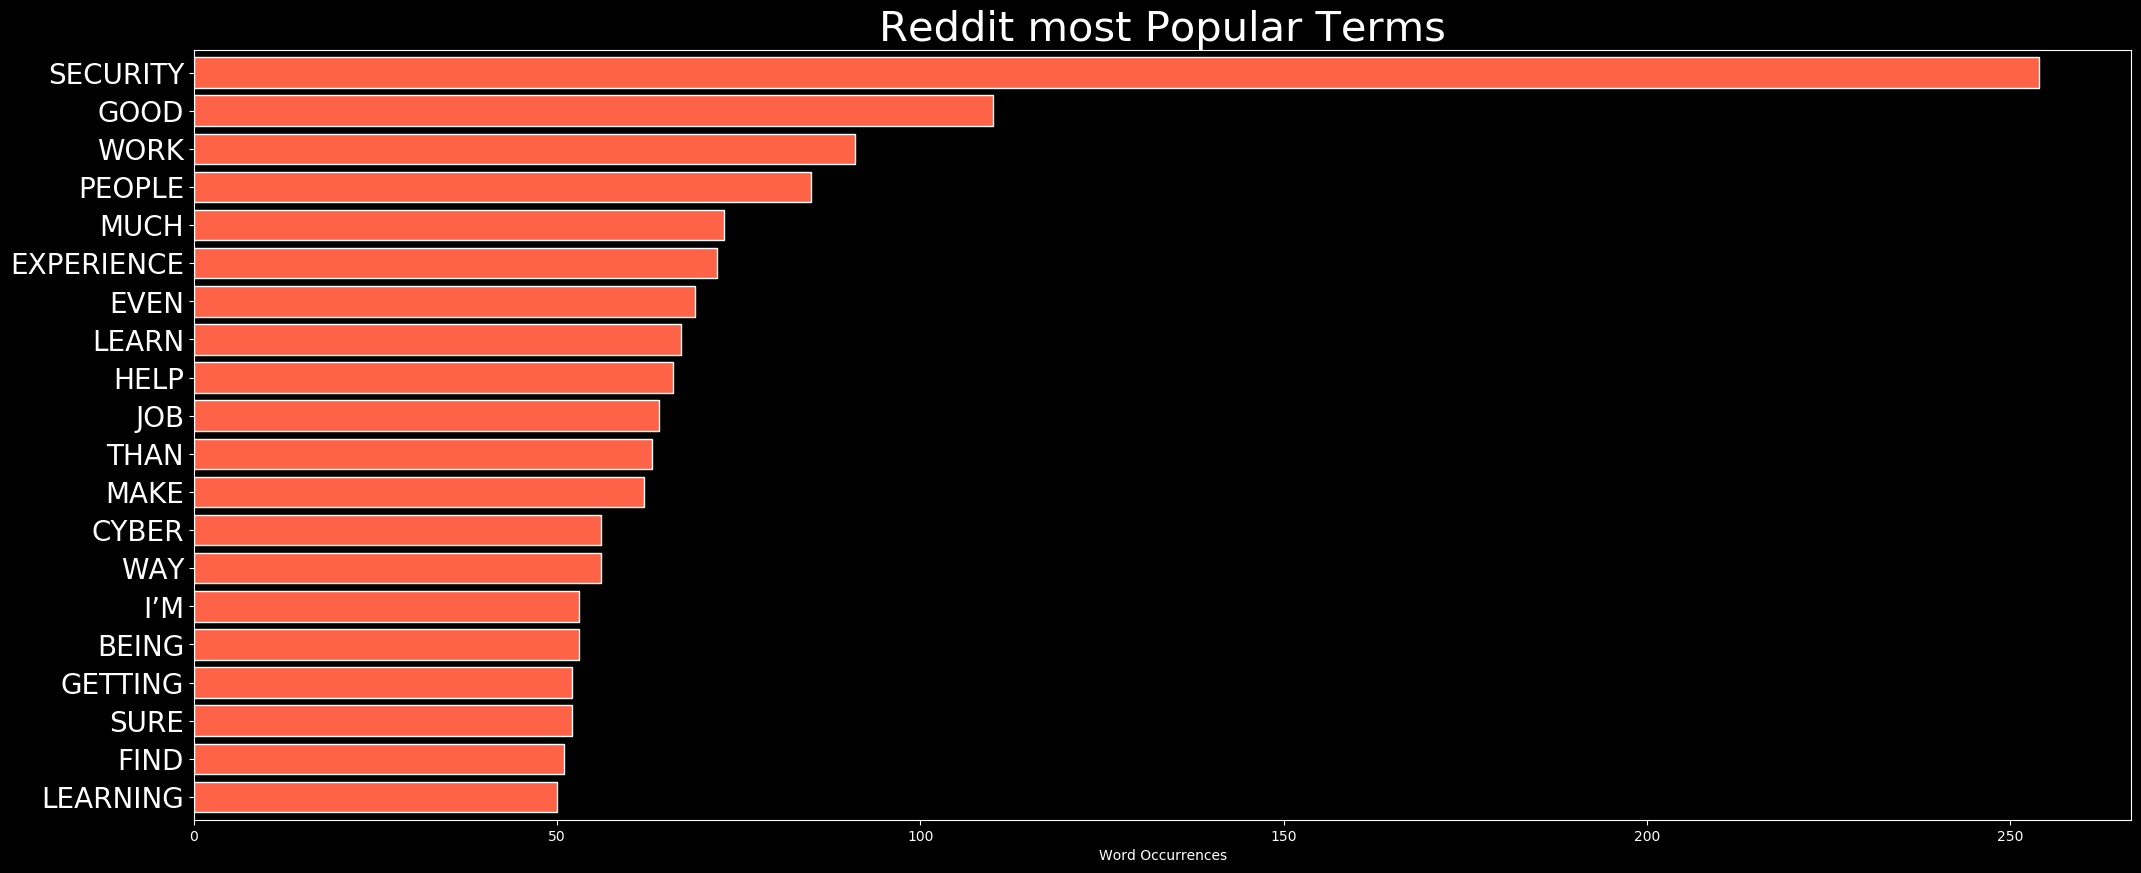 Reddit most Popular Terms
SECURITY
GOOD
WORK
PEOPLE
MUCH
EXPERIENCE
EVEN
LEARN
HELP
JOB
THAN
MAKE
CYBER
WAY
I’M
BEING
GETTING
SURE
FIND
LEARNING
0 50 100 150 200 250
Word Occurrences